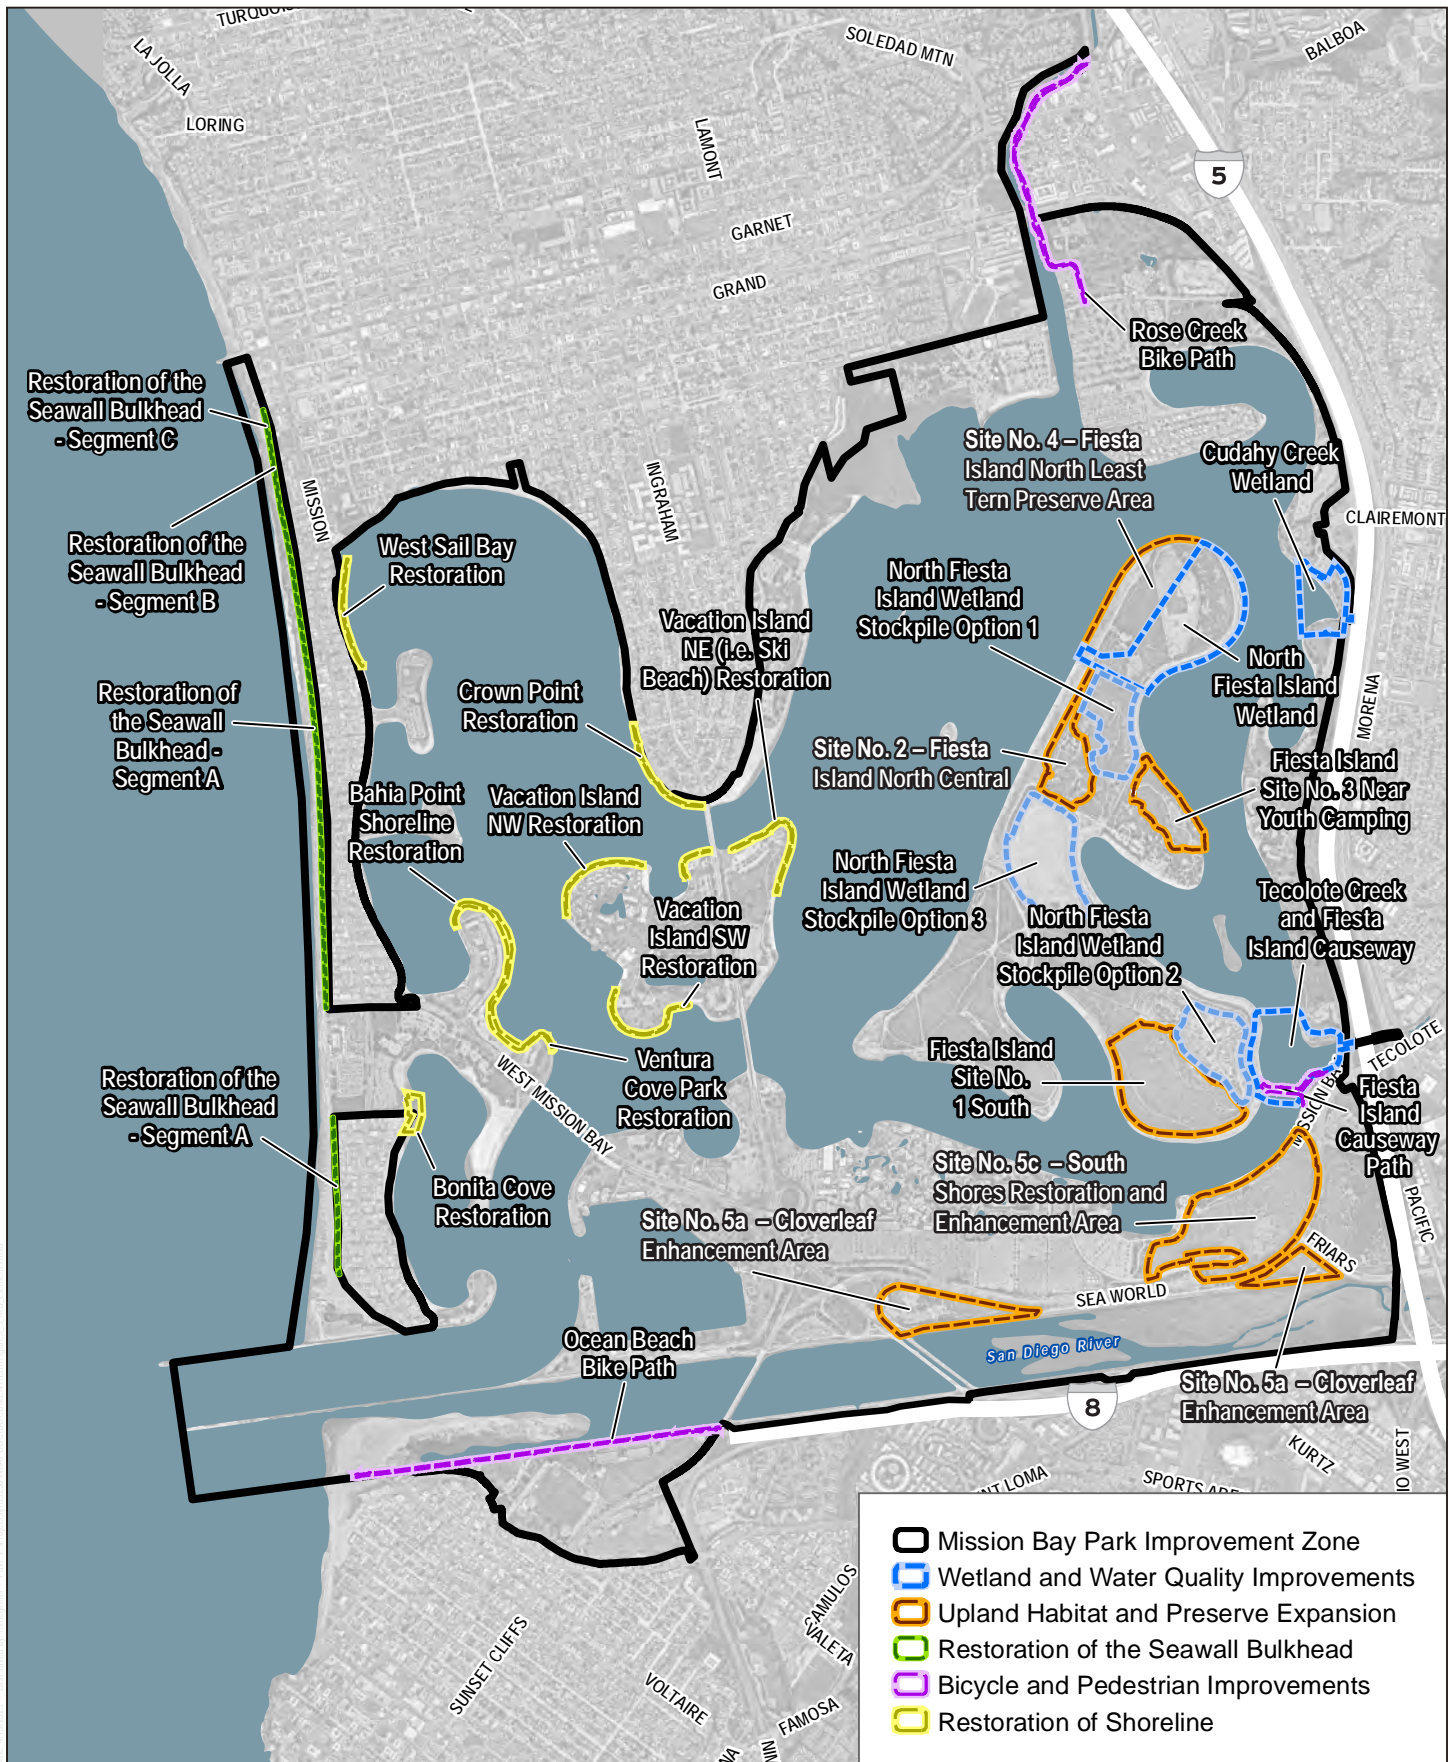 TURQUOIS
LA JOLLA
LORING
SOLEDAD MTN
BALBOA
LAMONT
5
GARNET
GRAND
Rose Creek
Bike Path
Restoration of the
Seawall Bulkhead
- Segment C
Site No. 4 – Fiesta
Island North Least
Tern Preserve Area
Cudahy Creek
Wetland
CLAIREMONT
MISSION
INGRAHAM
Restoration of the
Seawall Bulkhead
- Segment B
West Sail Bay
Restoration
North Fiesta
Island Wetland
Stockpile Option 1
Vacation Island
NE (i.e. Ski
Beach) Restoration
North
Fiesta Island
Wetland
MORENA
Restoration of
the Seawall
Bulkhead -
Segment A
Crown Point
Restoration
Site No. 2 – Fiesta
Island North Central
Fiesta Island
Site No. 3 Near
Youth Camping
Bahia Point
Shoreline
Restoration
Vacation Island
NW Restoration
North Fiesta
Island Wetland
Stockpile Option 3
Tecolote Creek
and Fiesta
Island Causeway
Vacation
Island SW
Restoration
North Fiesta
Island Wetland
Stockpile Option 2
Fiesta Island
Site No.
1 South
TECOLOTE
WEST MISSION BAY
Ventura
Cove Park
Restoration
Restoration of the
Seawall Bulkhead
- Segment A
MISSION BA
Fiesta
Island
Causeway
Path
Bonita Cove
Restoration
Site No. 5c – South
Shores Restoration and
Enhancement Area
PACIFIC
Site No. 5a – Cloverleaf
Enhancement Area
FRIARS
SEA WORLD
Ocean Beach
Bike Path
San Diego River
Site No. 5a – Cloverleaf
Enhancement Area
8
KURTZ
IO WEST
NT LOMA
SPORTS ARE
CAMULOS
VALETA
SUNSET CLIFFS
VOLTAIRE
FAMOSA
NA
NIM
Mission Bay Park Improvement Zone
Wetland and Water Quality Improvements
Upland Habitat and Preserve Expansion
Restoration of the Seawall Bulkhead
Bicycle and Pedestrian Improvements
Restoration of Shoreline